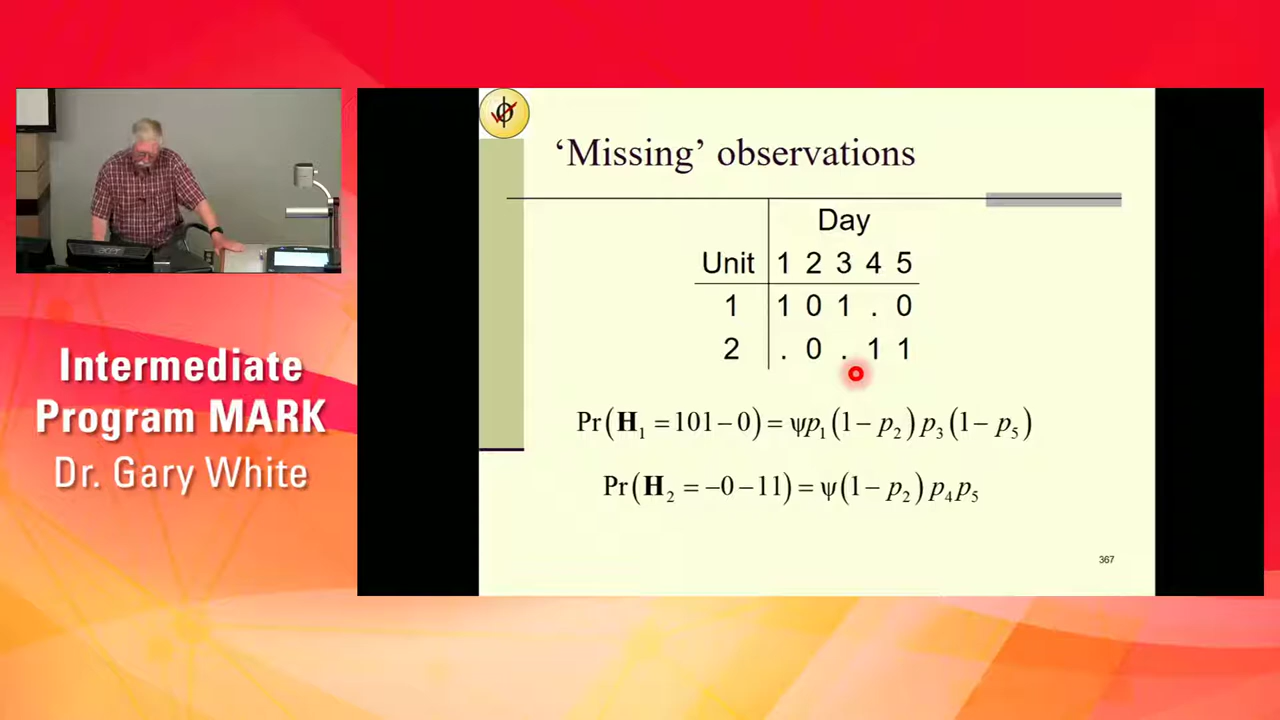 ‘Missing’ observations
Day
Unit 1 2 3 4 5
1 1 0 1 . 0
2 . 0 . 1 1
Pr(H₁ = 101 – 0) = ψp₁(1 – p₂)p₃(1 – p₅)
Pr(H₂ = –0 – 11) = ψ(1 – p₂)p₄p₅
367
Intermediate
Program MARK
Dr. Gary White